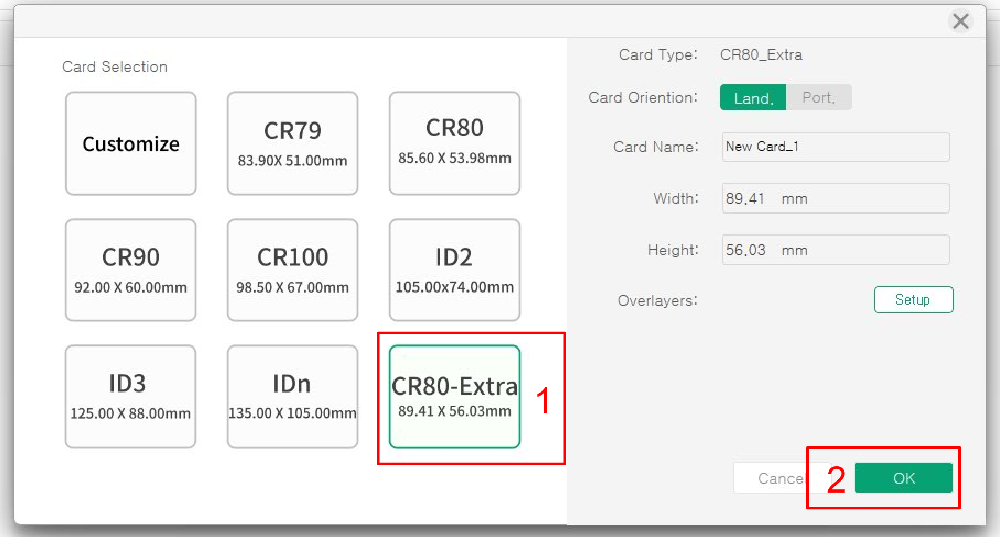 Card Selection
Customize
CR79
83.90X 51.00mm
CR80
85.60 X 53.98mm
CR90
92.00 X 60.00mm
CR100
98.50 X 67.00mm
ID2
105.00x74.00mm
ID3
125.00 X 88.00mm
IDn
135.00 X 105.00mm
CR80-Extra
89.41 X 56.03mm
1
Card Type: CR80_Extra
Card Oriention: Land. Port.
Card Name: New Card_1
Width: 89.41 mm
Height: 56.03 mm
Overlayers: Setup
Cancel 2 OK